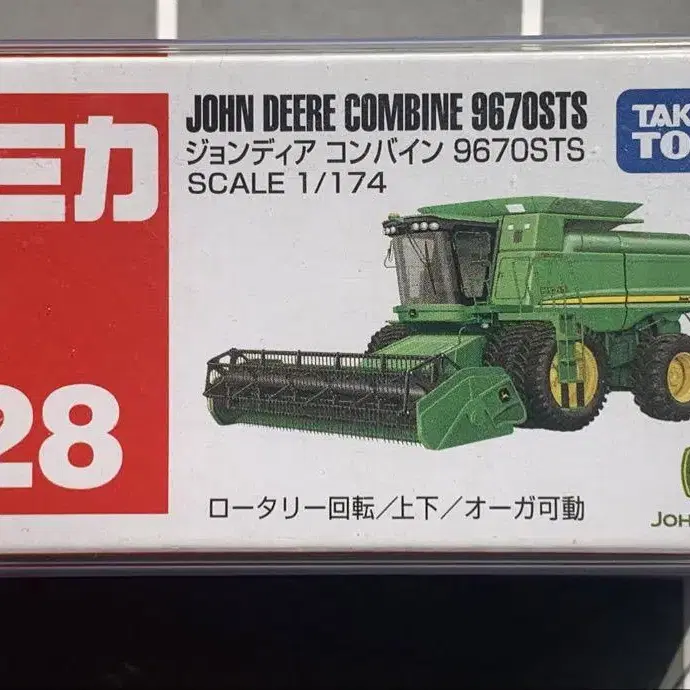 ミカ
28
JOHN DEERE COMBINE 9670STS
ジョンディア コンバイン 9670STS
SCALE 1/174
TAK
TO
ロータリー回転/上下/オーガ可動
JOH